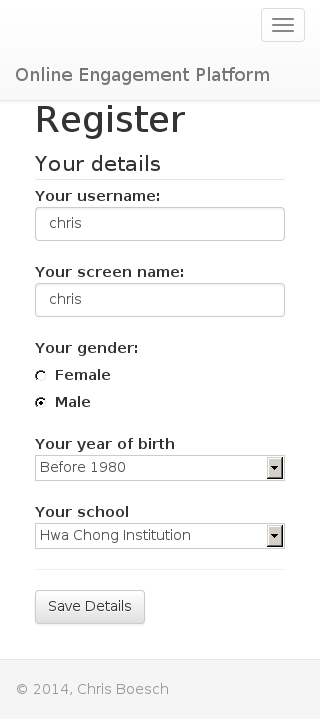 Online Engagement Platform
Register
Your details
Your username:
chris
Your screen name:
chris
Your gender:
Female
Male
Your year of birth
Before 1980
Your school
Hwa Chong Institution
Save Details
© 2014, Chris Boesch